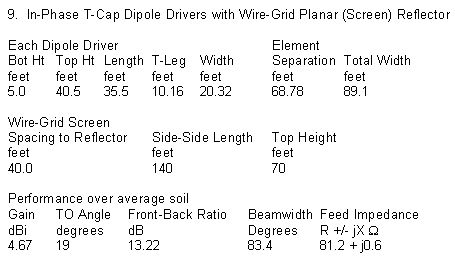 9. In-Phase T-Cap Dipole Drivers with Wire-Grid Planar (Screen) Reflector
Each Dipole Driver Element
Bot Ht Top Ht Length T-Leg Width Separation Total Width
feet feet feet feet feet feet feet
5.0 40.5 35.5 10.16 20.32 68.78 89.1
Wire-Grid Screen
Spacing to Reflector Side-Side Length Top Height
feet feet feet
40.0 140 70
Performance over average soil
Gain TO Angle Front-Back Ratio Beamwidth Feed Impedance
dBi degrees dB Degrees R +/- jX Ω
4.67 19 13.22 83.4 81.2 + j0.6